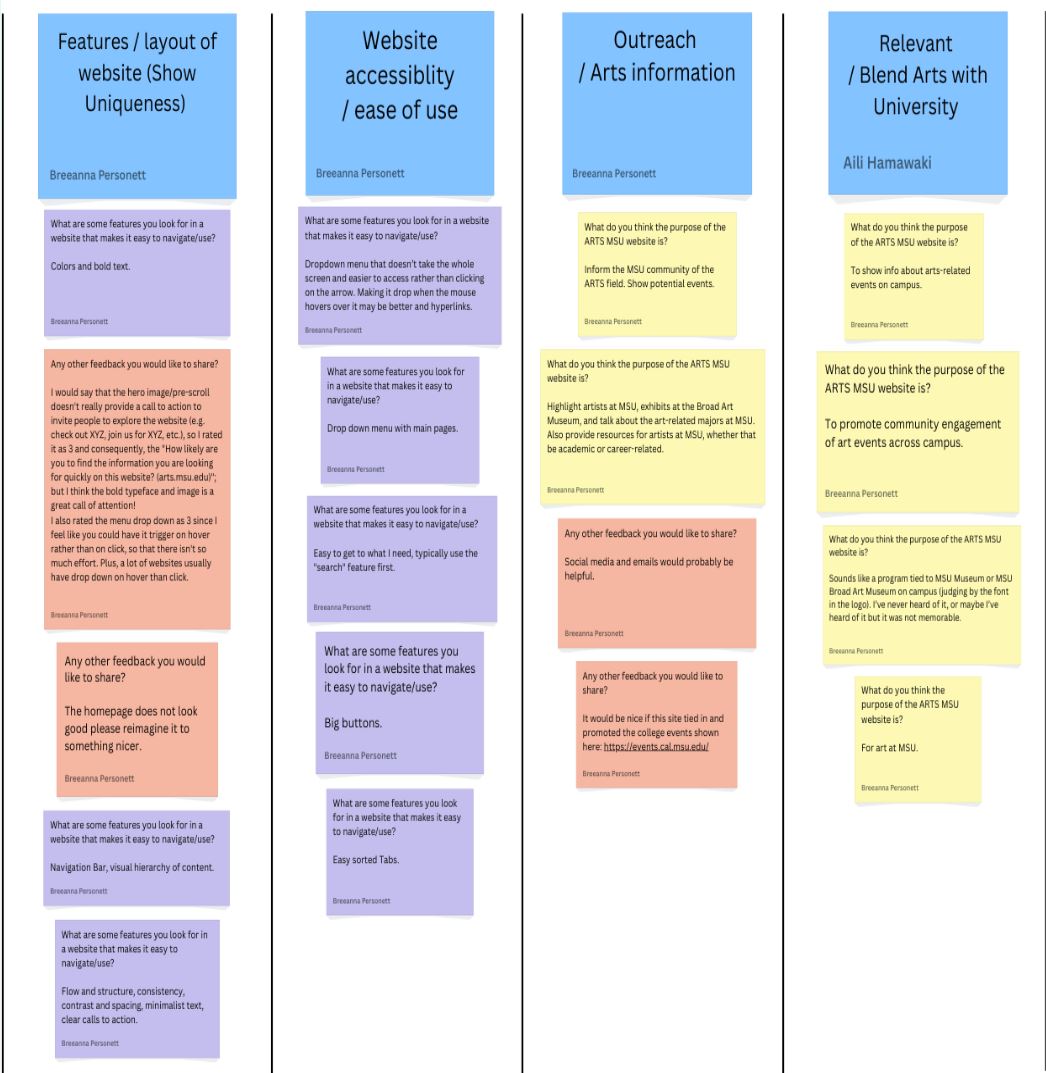 Features / layout of
website (Show
Uniqueness)
Breeanna Personett
What are some features you look for in a
website that makes it easy to navigate/use?
Colors and bold text.
Breeanna Personett
Any other feedback you would like to share?
I would say that the hero image/pre-scroll
doesn't really provide a call to action to
invite people to explore the website (e.g.
check out XYZ, join us for XYZ, etc.), so I rated
it as 3 and consequently, the "How likely are
you to find the information you are looking
for quickly on this website? (arts.msu.edu)";
but I think the bold typeface and image is a
great call of attention!
I also rated the menu drop down as 3 since I
feel like you could have it trigger on hover
rather than on click, so that there isn't so
much effort. Plus, a lot of websites usually
have drop down on hover than click.
Breeanna Personett
Any other feedback you would
like to share?
The homepage does not look
good please reimagine it to
something nicer.
Breeanna Personett
What are some features you look for in a
website that makes it easy to navigate/use?
Navigation Bar, visual hierarchy of content.
Breeanna Personett
What are some features you look for in
a website that makes it easy to
navigate/use?
Flow and structure, consistency,
contrast and spacing, minimalist text,
clear calls to action.
Breeanna Personett
Website
accessiblity
/ ease of use
Breeanna Personett
What are some features you look for in a website
that makes it easy to navigate/use?
Dropdown menu that doesn't take the whole
screen and easier to access rather than clicking
on the arrow. Making it drop when the mouse
hovers over it may be better and hyperlinks.
Breeanna Personett
What are some features you look for
in a website that makes it easy to
navigate/use?
Drop down menu with main pages.
Breeanna Personett
What are some features you look for in a
website that makes it easy to navigate/use?
Easy to get to what I need, typically use the
"search" feature first.
Breeanna Personett
What are some features you
look for in a website that makes
it easy to navigate/use?
Big buttons.
Breeanna Personett
What are some features you look
for in a website that makes it easy
to navigate/use?
Easy sorted Tabs.
Breeanna Personett
Outreach
/ Arts information
Breeanna Personett
What do you think the purpose of the
ARTS MSU website is?
Inform the MSU community of the
ARTS field. Show potential events.
Breeanna Personett
What do you think the purpose of the ARTS MSU
website is?
Highlight artists at MSU, exhibits at the Broad Art
Museum, and talk about the art-related majors at MSU.
Also provide resources for artists at MSU, whether that
be academic or career-related.
Breeanna Personett
Any other feedback you would like to share?
Social media and emails would probably be
helpful.
Breeanna Personett
Any other feedback you would like to
share?
It would be nice if this site tied in and
promoted the college events shown
here: https://events.cal.msu.edu/
Breeanna Personett
Relevant
/ Blend Arts with
University
Aili Hamawaki
What do you think the purpose
of the ARTS MSU website is?
To show info about arts-related
events on campus.
Breeanna Personett
What do you think the purpose of the
ARTS MSU website is?
To promote community engagement
of art events across campus.
Breeanna Personett
What do you think the purpose of the ARTS MSU
website is?
Sounds like a program tied to MSU Museum or MSU
Broad Art Museum on campus (judging by the font
in the logo). I've never heard of it, or maybe I've
heard of it but it was not memorable.
Breeanna Personett
What do you think the
purpose of the ARTS MSU
website is?
For art at MSU.
Breeanna Personett